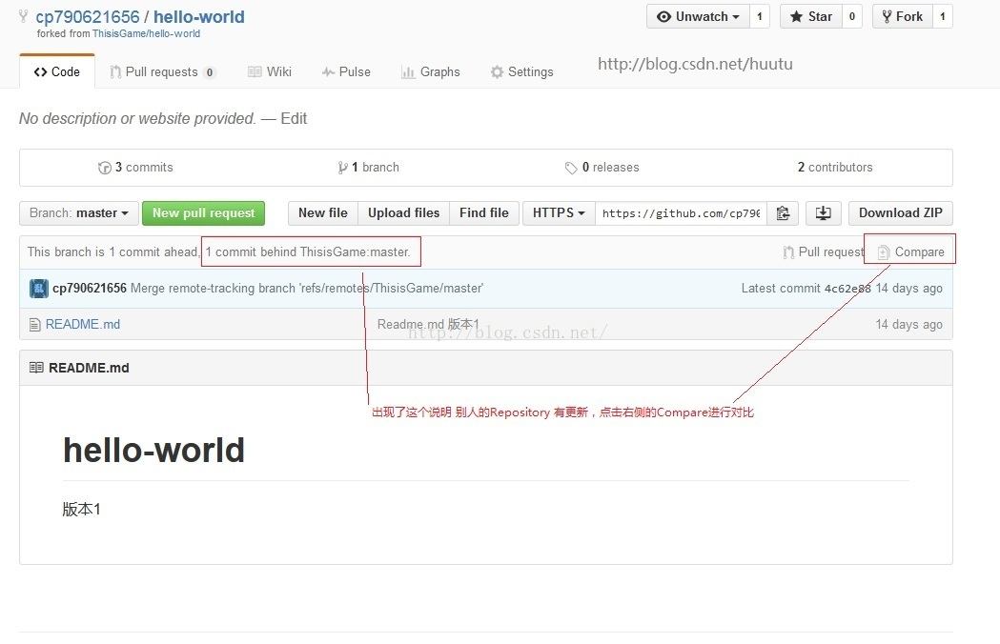 cp790621656 / hello-world
forked from ThisisGame/hello-world
Unwatch 1 Star 0 Fork 1
Code Pull requests 0 Wiki Pulse Graphs Settings
http://blog.csdn.net/huutu
No description or website provided. — Edit
3 commits 1 branch 0 releases 2 contributors
Branch: master New pull request New file Upload files Find file HTTPS https://github.com/cp790 Download ZIP
This branch is 1 commit ahead, 1 commit behind ThisisGame:master. Pull request Compare
cp790621656 Merge remote-tracking branch 'refs/remotes/ThisisGame/master' Latest commit 4c62e88 14 days ago
README.md Readme.md 版本1 14 days ago
http://blog.csdn.net/
README.md
出现了这个说明 别人的Repository 有更新，点击右侧的Compare进行对比
hello-world
版本1